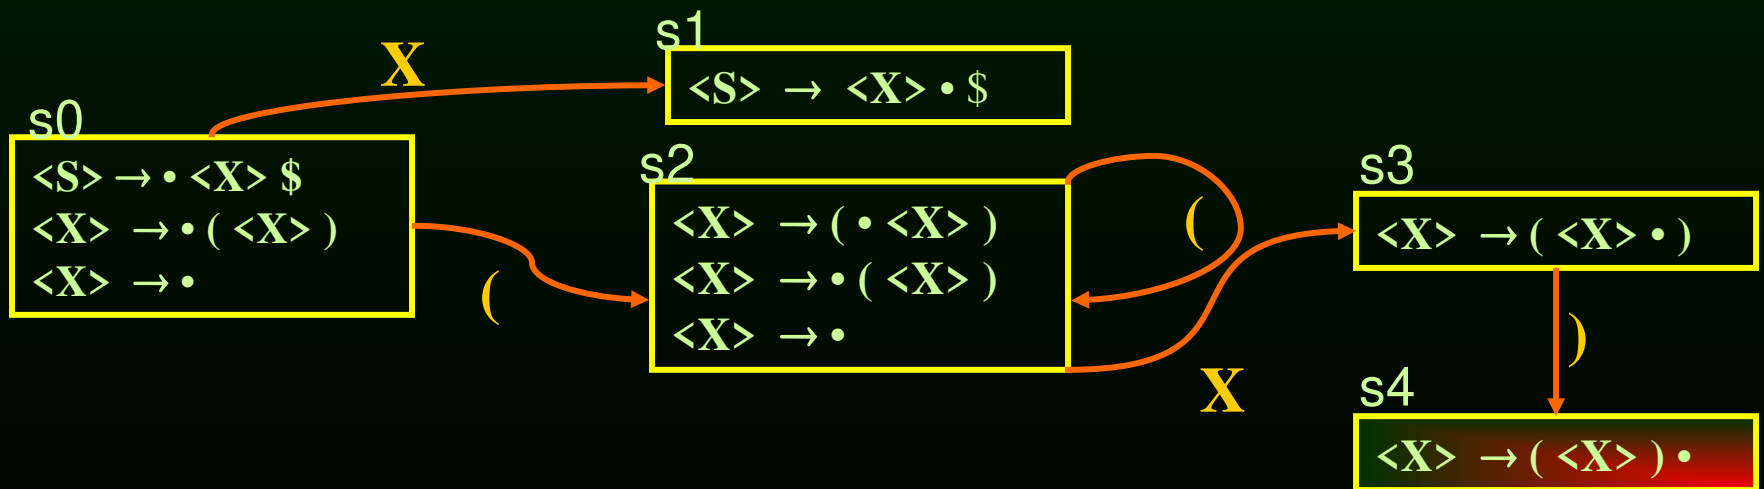 s0
<S> → • <X> $
<X> → • ( <X> )
<X> → •
X
s1
<S> → <X> • $
(
s2
<X> → ( • <X> )
<X> → • ( <X> )
<X> → •
(
X
s3
<X> → ( <X> • )
)
s4
<X> → ( <X> ) •